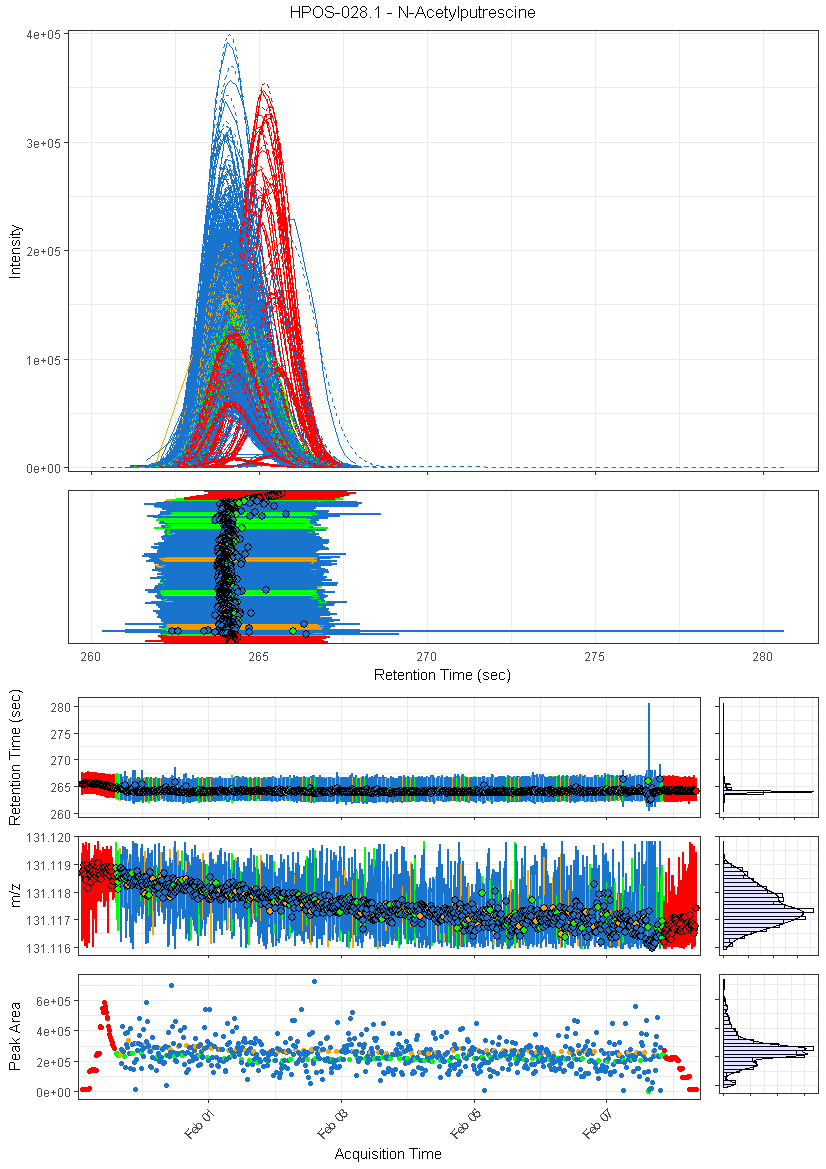 HPOS-028.1 - N-Acetylputrescine
4e+05
3e+05
2e+05
1e+05
0e+00
Intensity
260
265
270
275
280
Retention Time (sec)
280
275
270
265
260
Retention Time (sec)
131.120
131.119
131.118
131.117
131.116
m/z
6e+05
4e+05
2e+05
0e+00
Peak Area
Feb 01
Feb 03
Feb 05
Feb 07
Acquisition Time